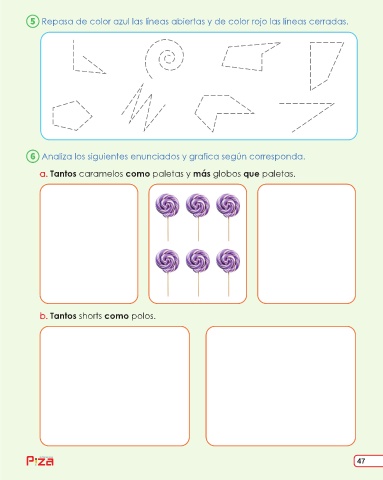 5 Repasa de color azul las líneas abiertas y de color rojo las líneas cerradas.
6 Analiza los siguientes enunciados y grafica según corresponda.
a. Tantos caramelos como paletas y más globos que paletas.
b. Tantos shorts como polos.
Piza
47